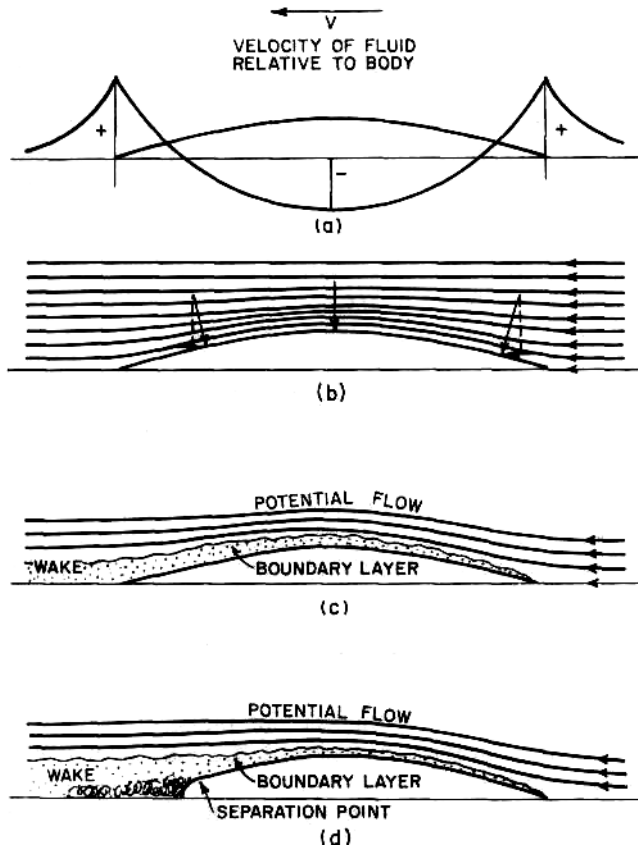 V
VELOCITY OF FLUID
RELATIVE TO BODY
+
+
-
(a)
(b)
POTENTIAL FLOW
WAKE
BOUNDARY LAYER
(c)
POTENTIAL FLOW
WAKE
BOUNDARY LAYER
SEPARATION POINT
(d)